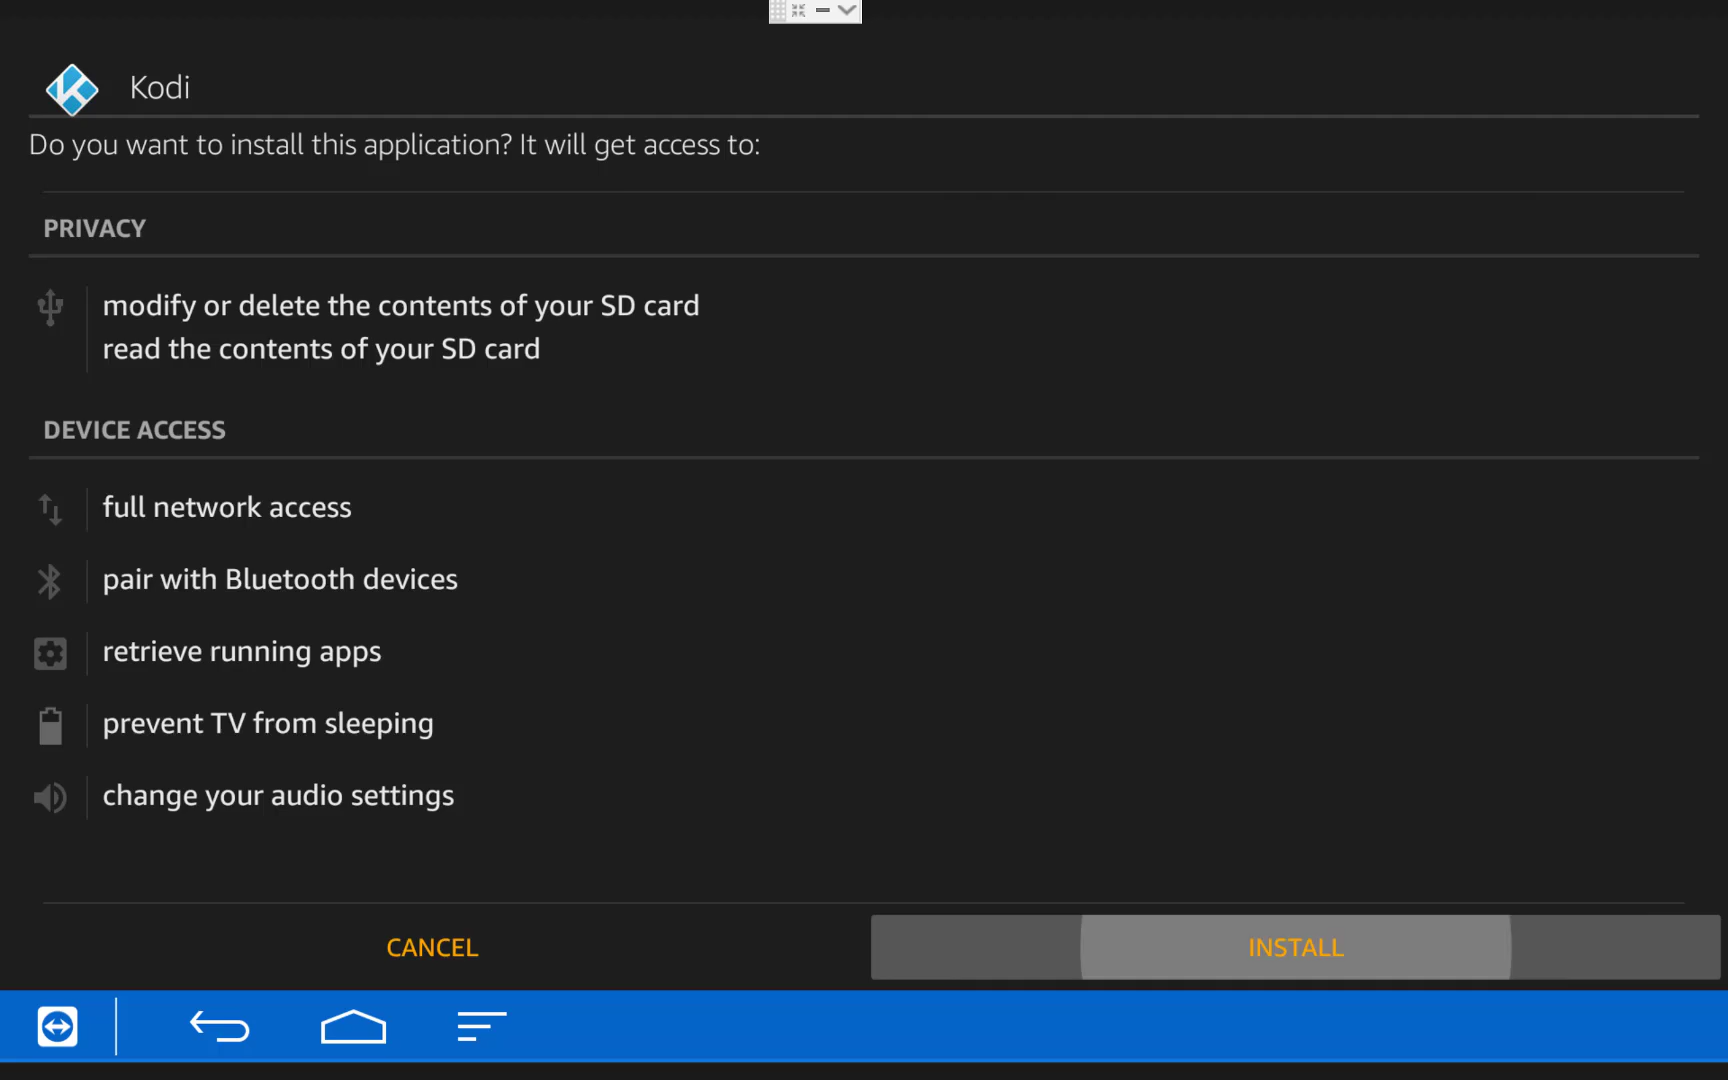 Kodi
Do you want to install this application? It will get access to:
PRIVACY
modify or delete the contents of your SD card
read the contents of your SD card
DEVICE ACCESS
full network access
pair with Bluetooth devices
retrieve running apps
prevent TV from sleeping
change your audio settings
CANCEL
INSTALL